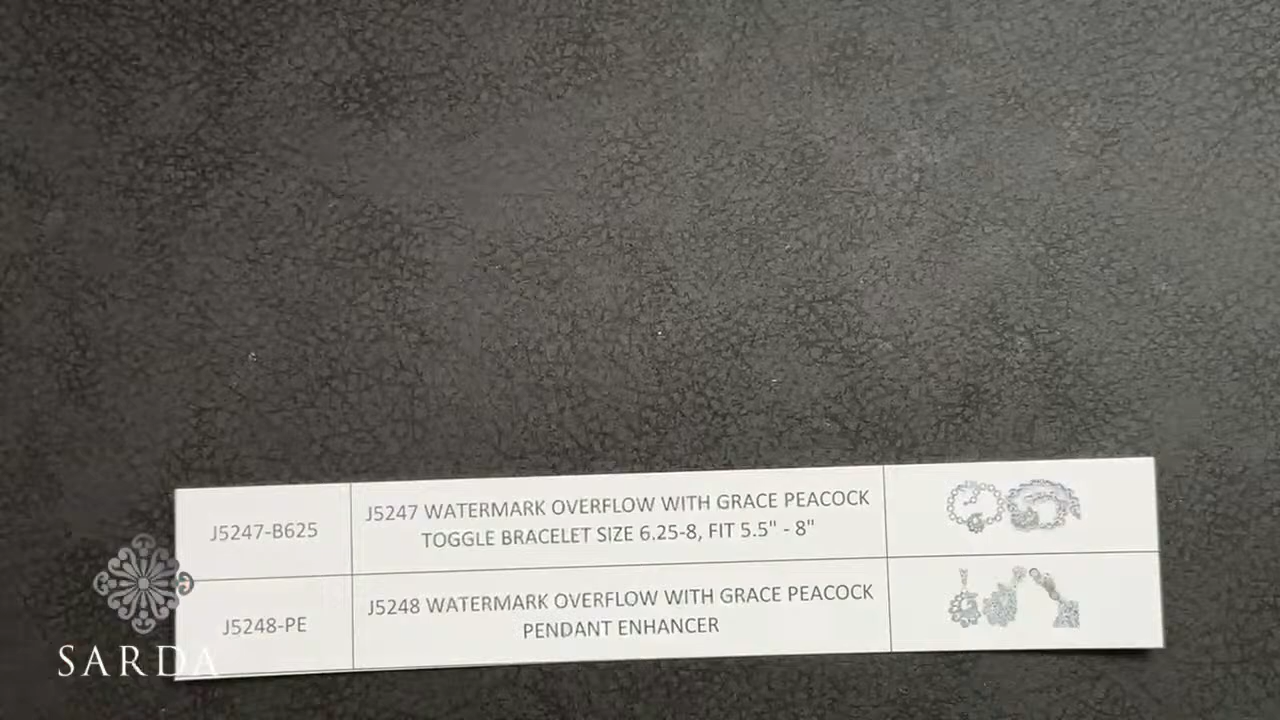 J5247-B625
J5247 WATERMARK OVERFLOW WITH GRACE PEACOCK
TOGGLE BRACELET SIZE 6.25-8, FIT 5.5" - 8"
J5248-PE
J5248 WATERMARK OVERFLOW WITH GRACE PEACOCK
PENDANT ENHANCER
SARDA